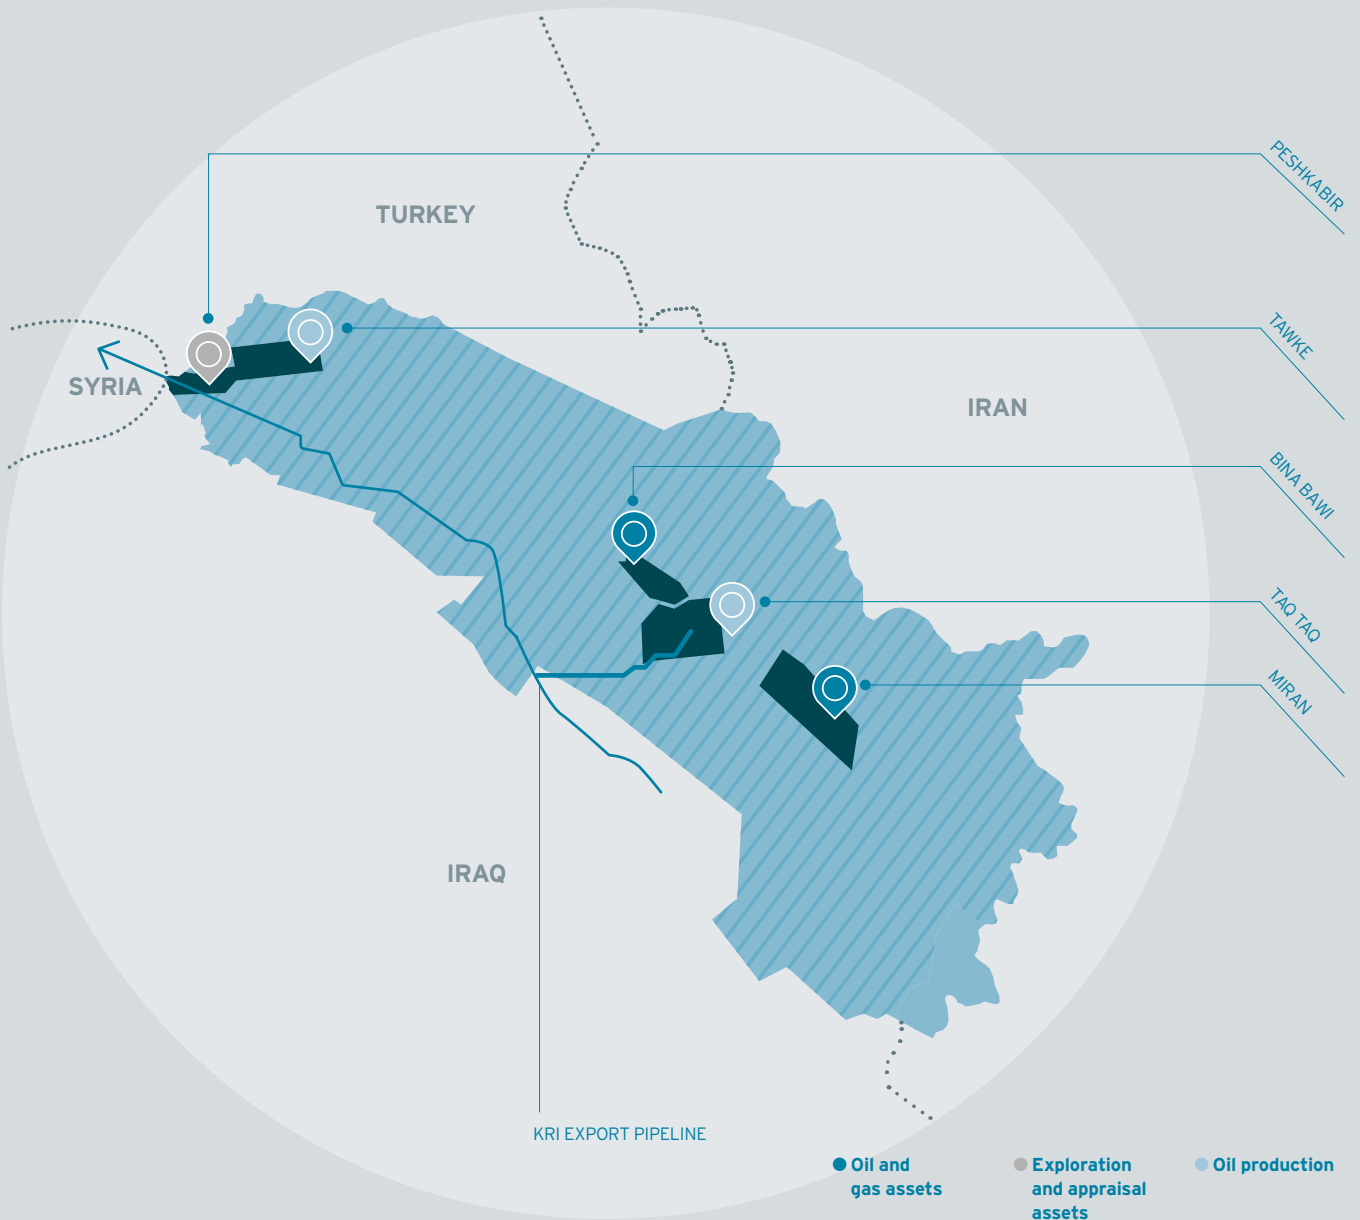 PESHKABIR
TURKEY
TAWKE
SYRIA
IRAN
BINA BAWI
TAQ TAQ
MIRAN
IRAQ
KRI EXPORT PIPELINE
Oil and
gas assets
Exploration
and appraisal
assets
Oil production